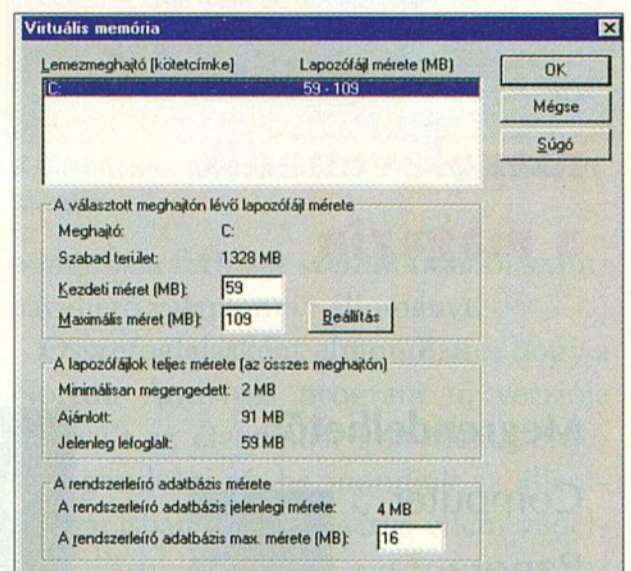 Virtuális memória
Lemezmeghajtó [kötetcímke] Lapozófájl mérete (MB)
C: 59 - 109
OK
Mégse
Súgó
A választott meghajtón lévő lapozófájl mérete
Meghajtó: C:
Szabad terület: 1328 MB
Kezdeti méret (MB): 59
Maximális méret (MB): 109 Beállítás
A lapozófájlok teljes mérete (az összes meghajtón)
Minimálisan megengedett: 2 MB
Ajánlott: 91 MB
Jelenleg lefoglalt: 59 MB
A rendszerleíró adatbázis mérete
A rendszerleíró adatbázis jelenlegi mérete: 4 MB
A rendszerleíró adatbázis max. mérete (MB): 16